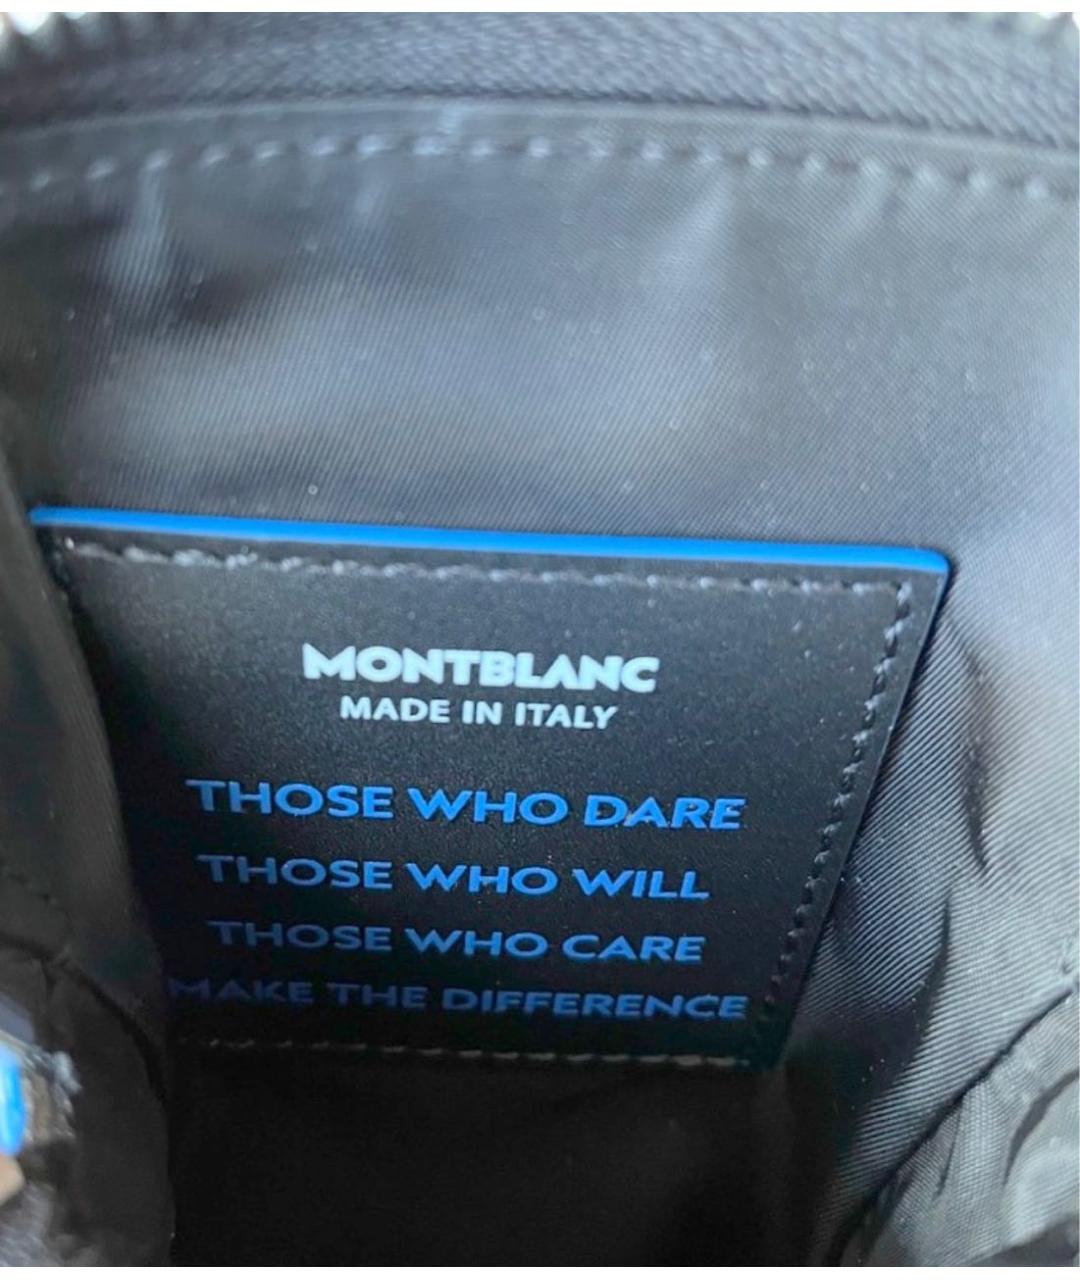 MONTBLANC
MADE IN ITALY
THOSE WHO DARE
THOSE WHO WILL
THOSE WHO CARE
MAKE THE DIFFERENCE